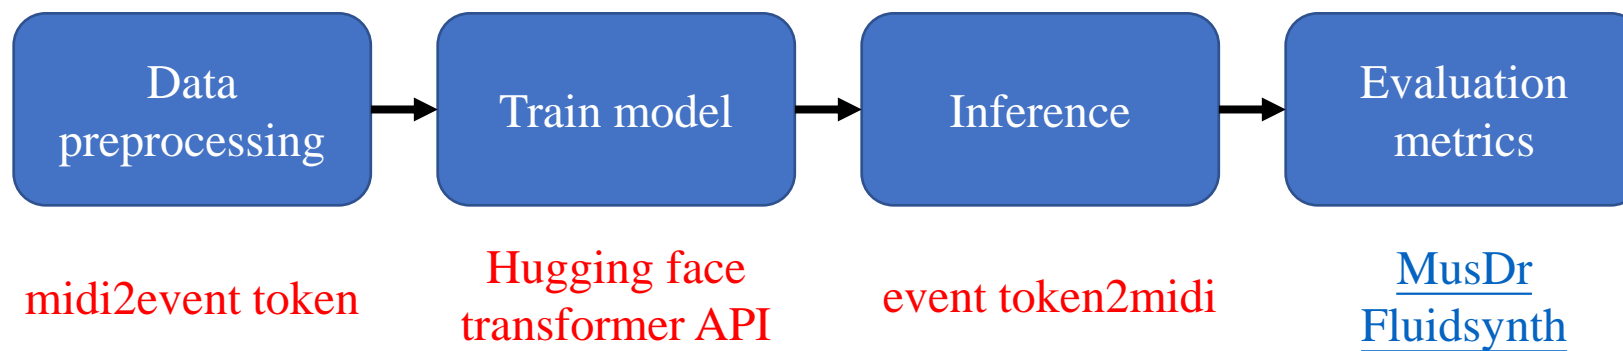 Data
preprocessing
Train model
Inference
Evaluation
metrics
midi2event token
Hugging face
transformer API
event token2midi
MusDr
Fluidsynth